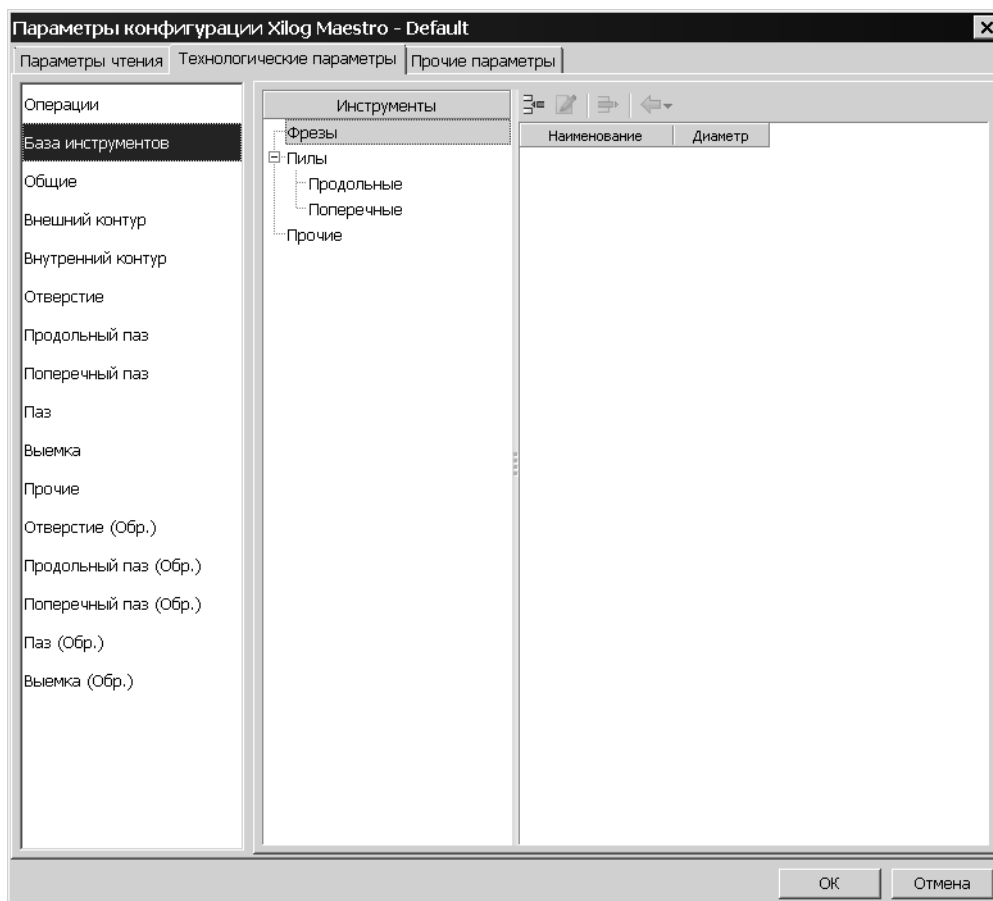 Параметры конфигурации Xilog Maestro - Default
Параметры чтения Технологические параметры Прочие параметры
Операции
База инструментов
Общие
Внешний контур
Внутренний контур
Отверстие
Продольный паз
Поперечный паз
Паз
Выемка
Прочие
Отверстие (Обр.)
Продольный паз (Обр.)
Поперечный паз (Обр.)
Паз (Обр.)
Выемка (Обр.)
Инструменты
Фрезы
Пилы
Продольные
Поперечные
Прочие
Наименование Диаметр
ОК Отмена